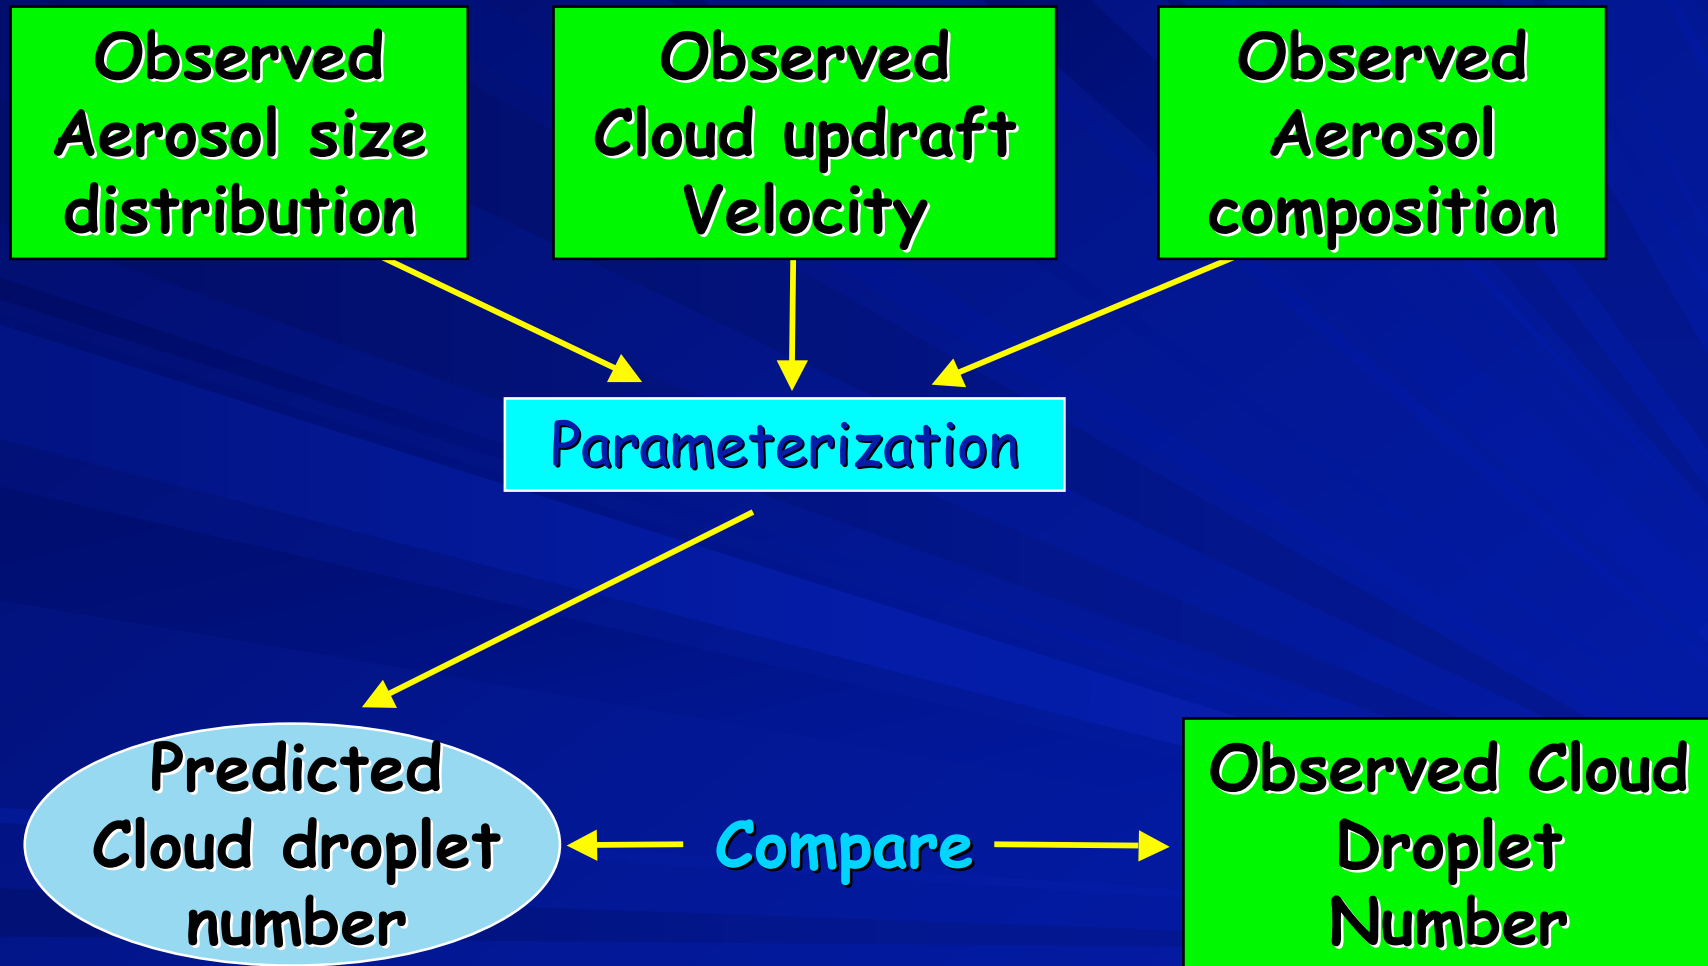 Observed
Aerosol size
distribution
Observed
Cloud updraft
Velocity
Observed
Aerosol
composition
Parameterization
Predicted
Cloud droplet
number
Compare
Observed Cloud
Droplet
Number